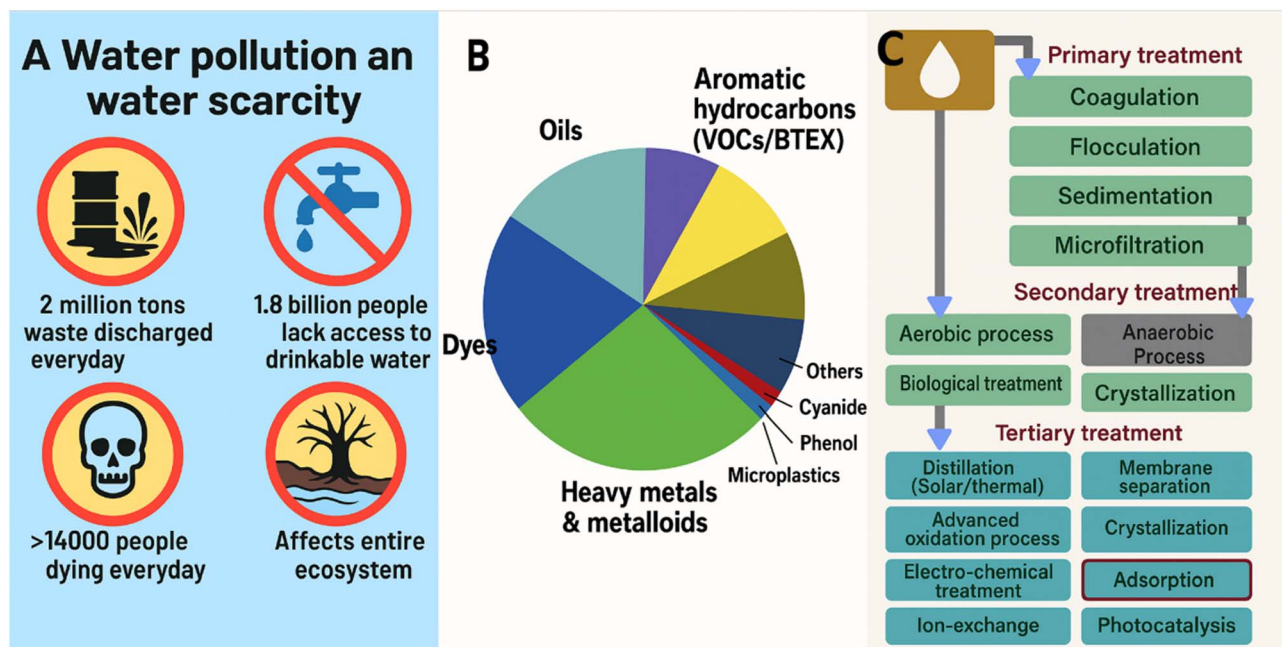 A Water pollution an
water scarcity
2 million tons
waste discharged
everyday
1.8 billion people
lack access to
drinkable water
>14000 people
dying everyday
Affects entire
ecosystem
B
Oils
Aromatic
hydrocarbons
(VOCs/BTEX)
Dyes
Others
Cyanide
Phenol
Microplastics
Heavy metals
& metalloids
C
Primary treatment
Coagulation
Flocculation
Sedimentation
Microfiltration
Secondary treatment
Aerobic process
Anaerobic
Process
Biological treatment
Crystallization
Tertiary treatment
Distillation
(Solar/thermal)
Membrane
separation
Advanced
oxidation process
Crystallization
Electro-chemical
treatment
Adsorption
Ion-exchange
Photocatalysis